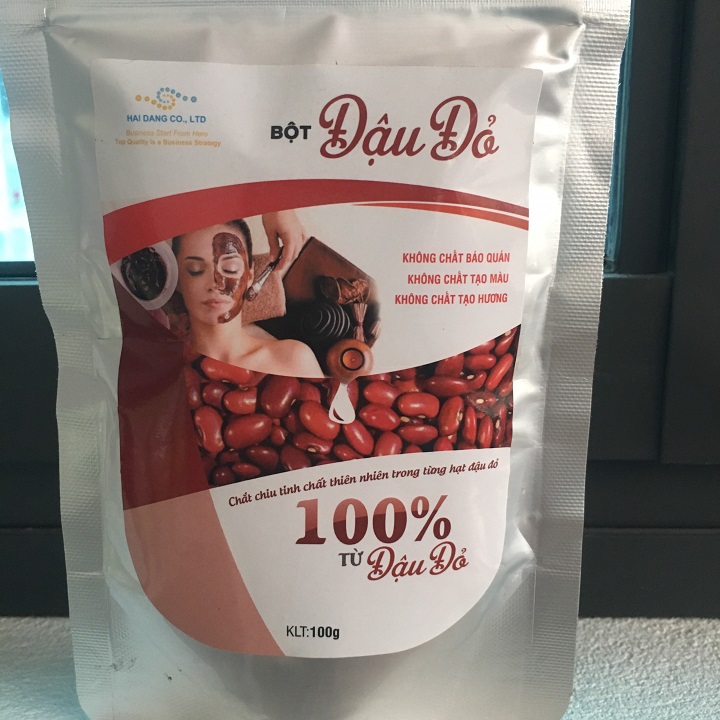 HAI DANG CO., LTD
Business Start From Here
Top Quality is a Business Strategy
BỘT Đậu Đỏ
KHÔNG CHẤT BẢO QUẢN
KHÔNG CHẤT TẠO MÀU
KHÔNG CHẤT TẠO HƯƠNG
Chắt chiu tinh chất thiên nhiên trong từng hạt đậu đỏ
100%
TỪ Đậu Đỏ
KLT:100g